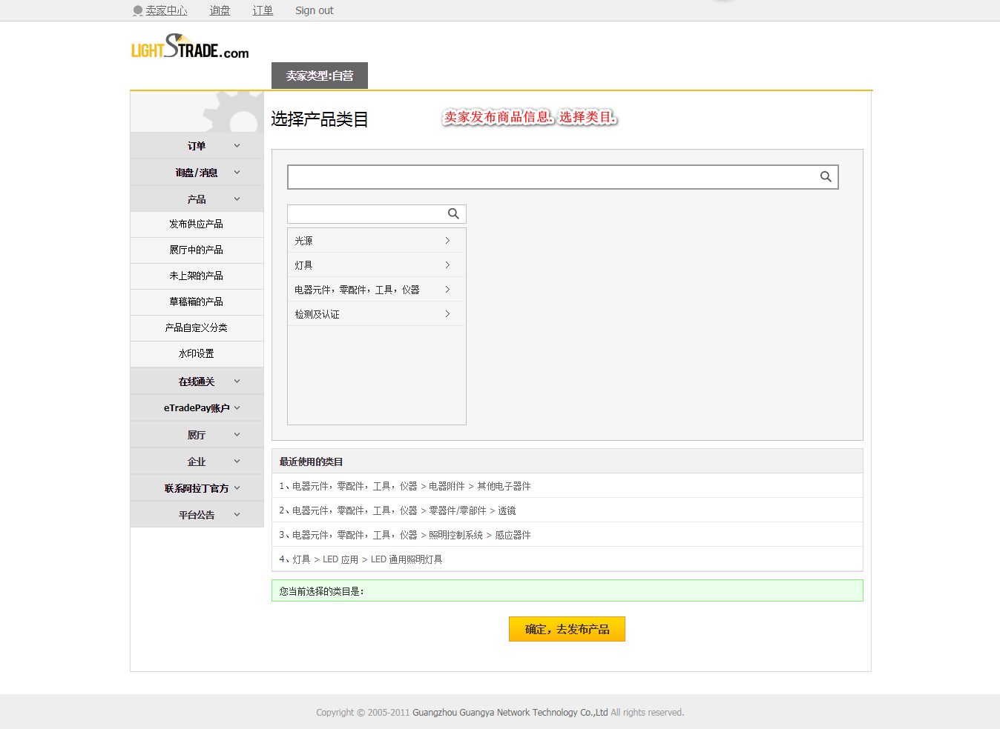 卖家中心 询盘 订单 Sign out
LIGHTSTRADE.com
卖家类型:自营
选择产品类目
卖家发布商品信息. 选择类目.
订单
询盘/消息
产品
发布供应产品
展厅中的产品
未上架的产品
草稿箱的产品
产品自定义分类
水印设置
在线通关
eTradePay账户
展厅
企业
联系阿拉丁官方
平台公告
光源
灯具
电器元件，零配件，工具，仪器
检测及认证
最近使用的类目
1、电器元件，零配件，工具，仪器 > 电器附件 > 其他电子器件
2、电器元件，零配件，工具，仪器 > 零器件/零部件 > 透镜
3、电器元件，零配件，工具，仪器 > 照明控制系统 > 感应器件
4、灯具 > LED 应用 > LED 通用照明灯具
您当前选择的类目是：
确定，去发布产品
Copyright © 2005-2011 Guangzhou Guangya Network Technology Co.,Ltd All rights reserved.